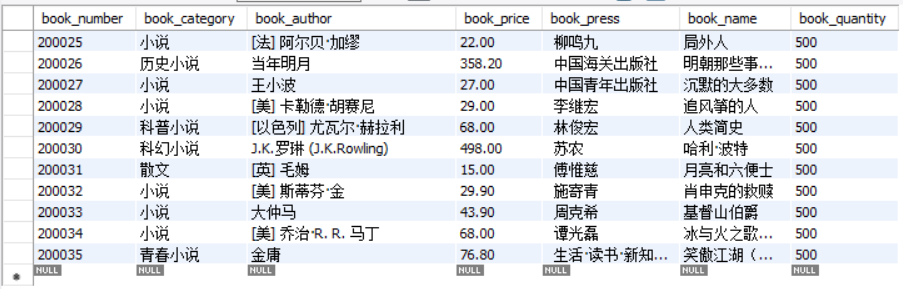 book_number book_category book_author book_price book_press book_name book_quantity
200025 小说 [法] 阿尔贝·加缪 22.00 柳鸣九 局外人 500
200026 历史小说 当年明月 358.20 中国海关出版社 明朝那些事... 500
200027 小说 王小波 27.00 中国青年出版社 沉默的大多数 500
200028 小说 [美] 卡勒德·胡赛尼 29.00 李继宏 追风筝的人 500
200029 科普小说 [以色列] 尤瓦尔·赫拉利 68.00 林俊宏 人类简史 500
200030 科幻小说 J.K.罗琳 (J.K.Rowling) 498.00 苏农 哈利·波特 500
200031 散文 [英] 毛姆 15.00 傅惟慈 月亮和六便士 500
200032 小说 [美] 斯蒂芬·金 29.90 施寄青 肖申克的救赎 500
200033 小说 大仲马 43.90 周克希 基督山伯爵 500
200034 小说 [美] 乔治·R. R. 马丁 68.00 谭光磊 冰与火之歌... 500
200035 青春小说 金庸 76.80 生活·读书·新知... 笑傲江湖（... 500
NULL NULL NULL NULL NULL NULL NULL